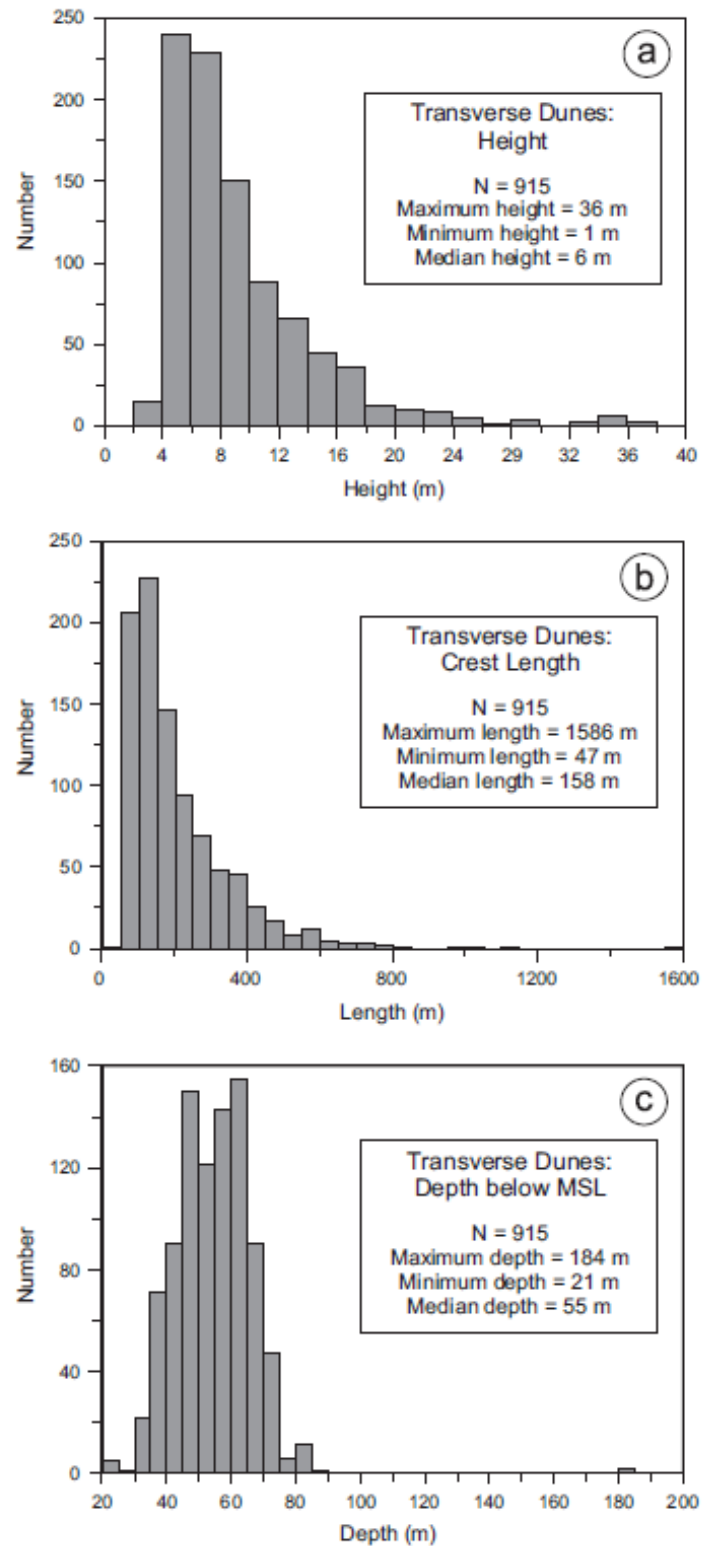 250
200
150
100
50
0
Number
a
Transverse Dunes:
Height
N = 915
Maximum height = 36 m
Minimum height = 1 m
Median height = 6 m
0 4 8 12 16 20 24 29 32 36 40
Height (m)
250
200
150
100
50
0
Number
b
Transverse Dunes:
Crest Length
N = 915
Maximum length = 1586 m
Minimum length = 47 m
Median length = 158 m
0 400 800 1200 1600
Length (m)
160
120
80
40
0
Number
c
Transverse Dunes:
Depth below MSL
N = 915
Maximum depth = 184 m
Minimum depth = 21 m
Median depth = 55 m
20 40 60 80 100 120 140 160 180 200
Depth (m)